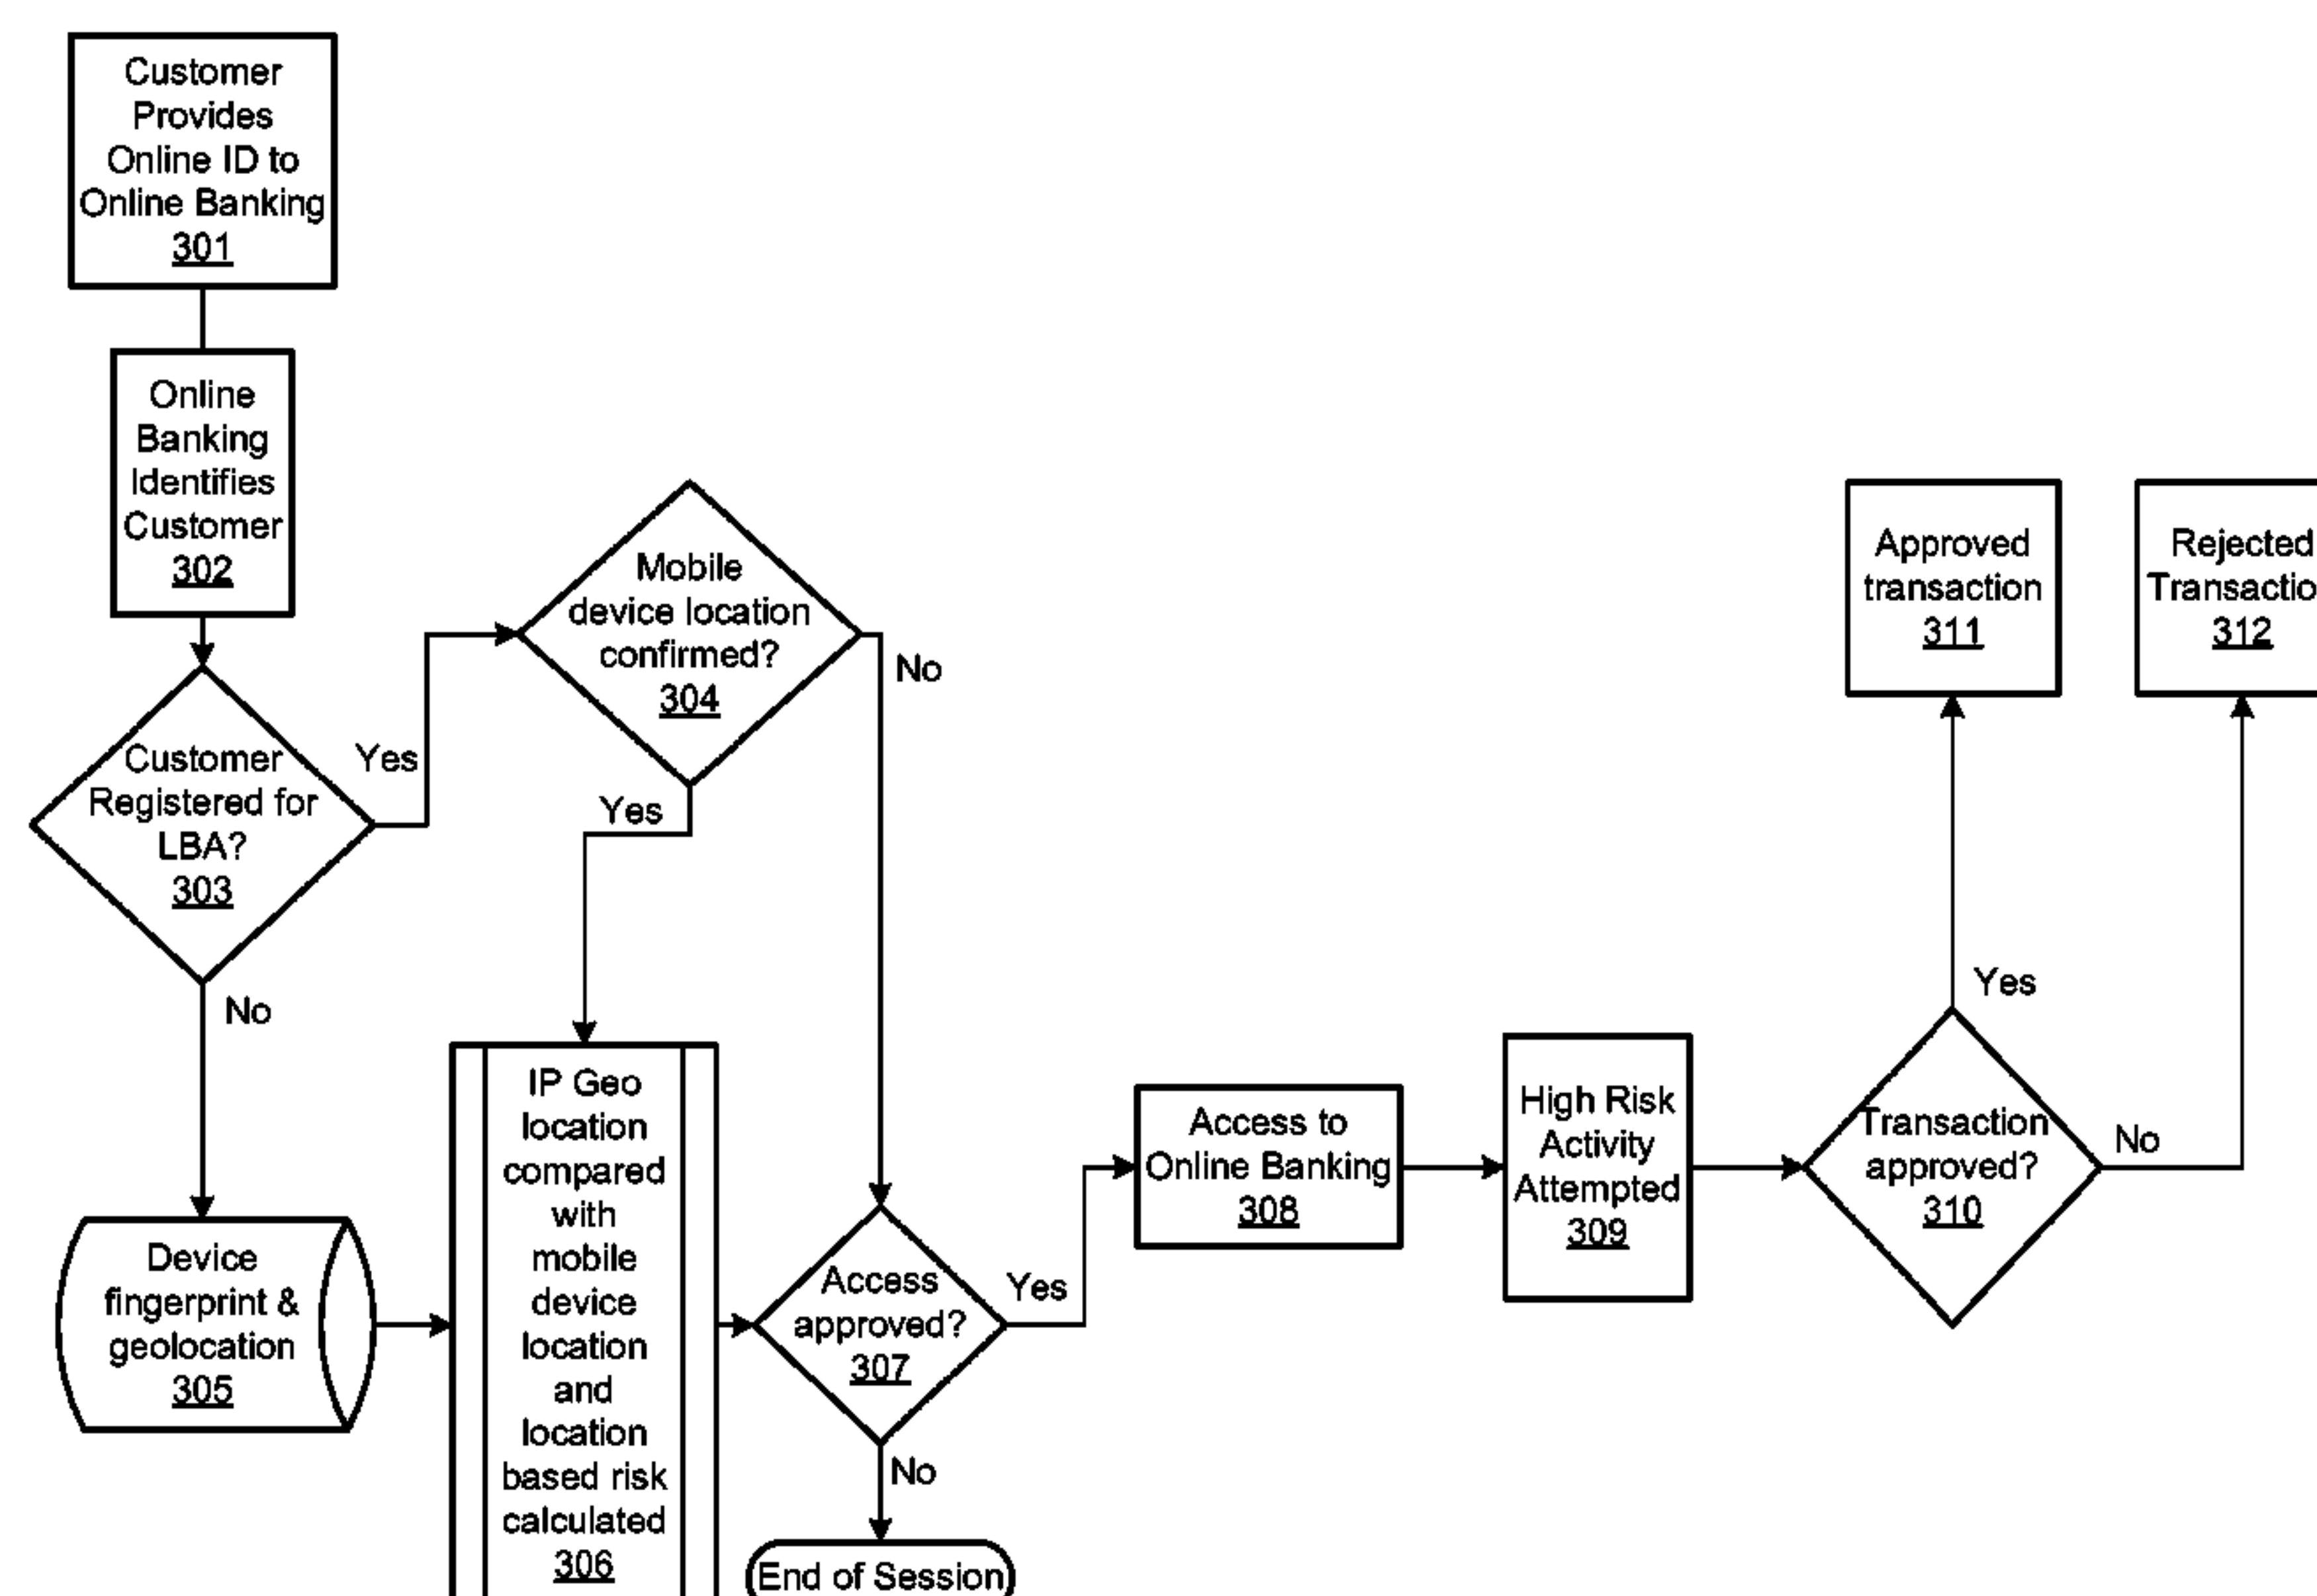 Customer
Provides
Online ID to
Online Banking
301
Online
Banking
Identifies
Customer
302
Customer
Registered for
LBA?
303
Yes
No
Mobile
device location
confirmed?
304
No
Yes
Device
fingerprint &
geolocation
305
IP Geo
location
compared
with
mobile
device
location
and
location
based risk
calculated
306
Access
approved?
307
Yes
No
End of Session
Access to
Online Banking
308
High Risk
Activity
Attempted
309
Transaction
approved?
310
Yes
No
Approved
transaction
311
Rejected
Transactio
312